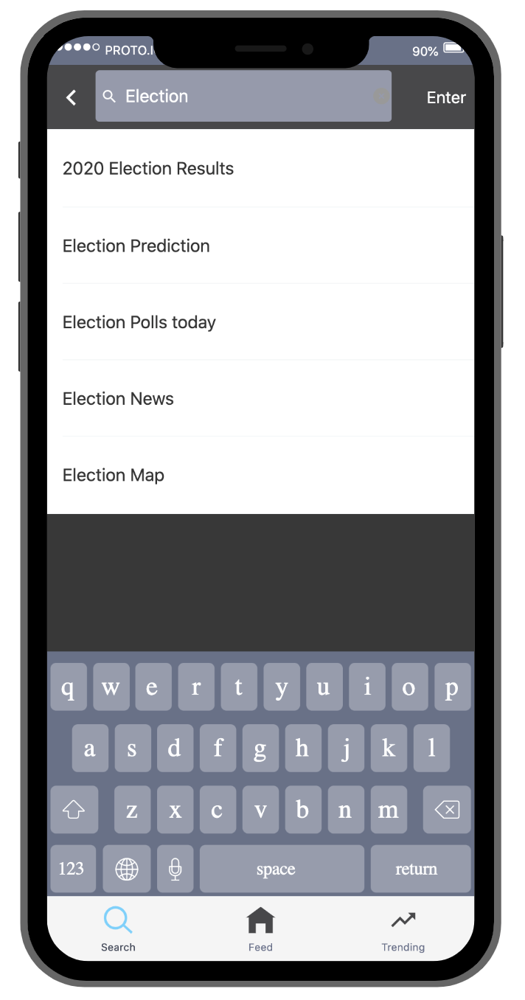 PROTO.I 90%
Election Enter
2020 Election Results
Election Prediction
Election Polls today
Election News
Election Map
q w e r t y u i o p
a s d f g h j k l
z x c v b n m
123 space return
Search Feed Trending